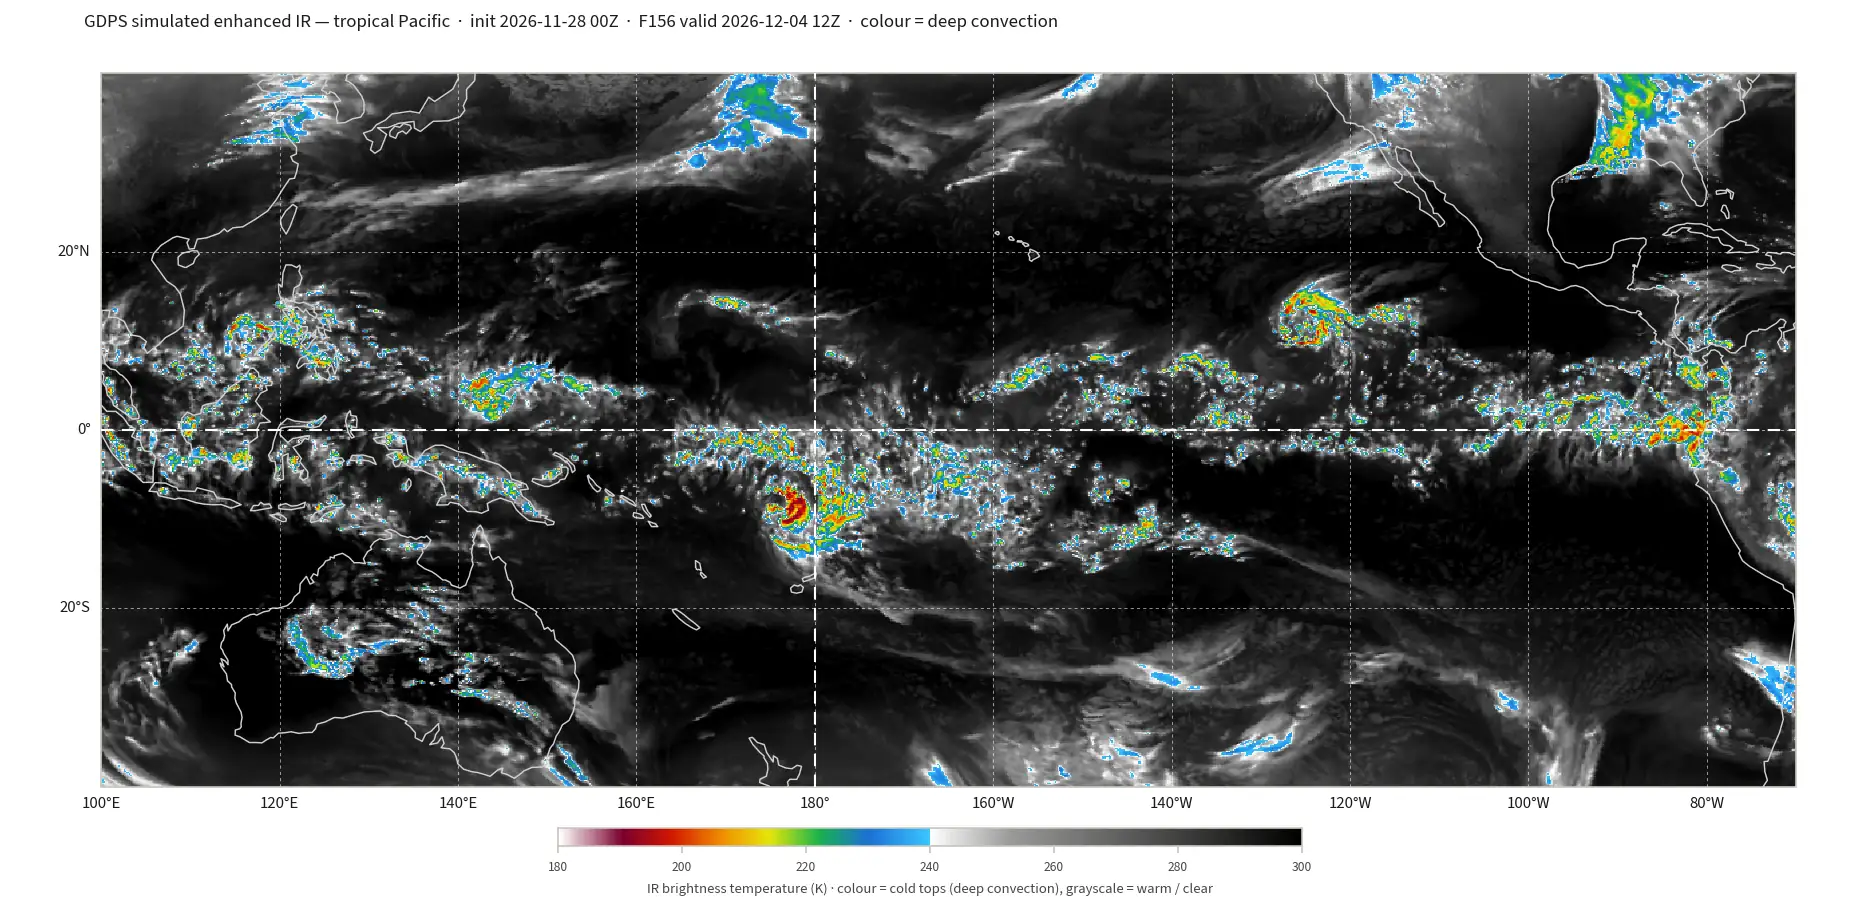 GDPS simulated enhanced IR — tropical Pacific · init 2026-11-28 00Z · F156 valid 2026-12-04 12Z · colour = deep convection
20°N
0°
20°S
100°E 120°E 140°E 160°E 180° 160°W 140°W 120°W 100°W 80°W
180 200 220 240 260 280 300
IR brightness temperature (K) · colour = cold tops (deep convection), grayscale = warm / clear